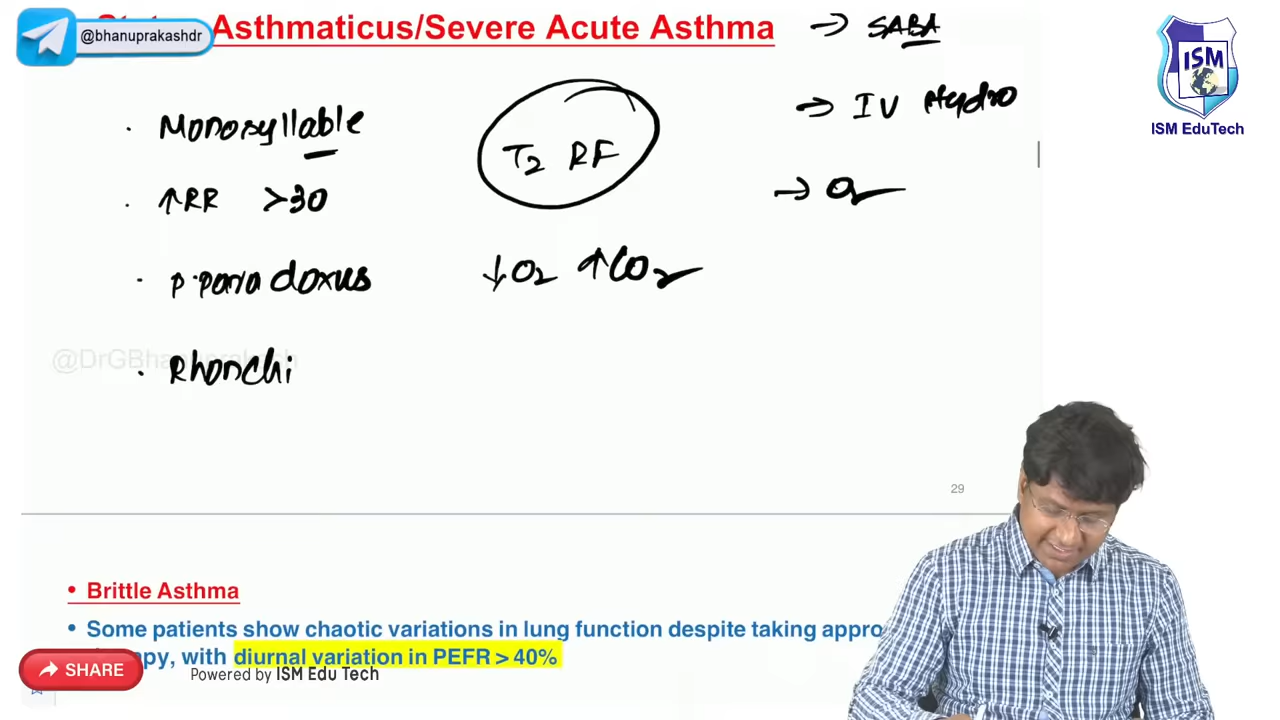 @bhanuprakashdr
Asthmaticus/Severe Acute Asthma
→ SABA
ISM
ISM EduTech
• Monosyllable
T2 RF
→ IV Hydro
• ↑RR >30
→ O2
• p.paradoxus
↓O2 ↑CO2
@DrGBhanuprakash
• Rhonchi
29
• Brittle Asthma
• Some patients show chaotic variations in lung function despite taking appro
py, with diurnal variation in PEFR > 40%
SHARE
Powered by ISM Edu Tech